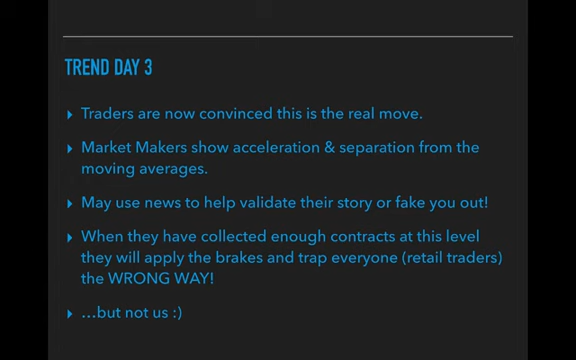 TREND DAY 3
Traders are now convinced this is the real move.
Market Makers show acceleration & separation from the
moving averages.
May use news to help validate their story or fake you out!
When they have collected enough contracts at this level
they will apply the brakes and trap everyone (retail traders)
the WRONG WAY!
…but not us :)